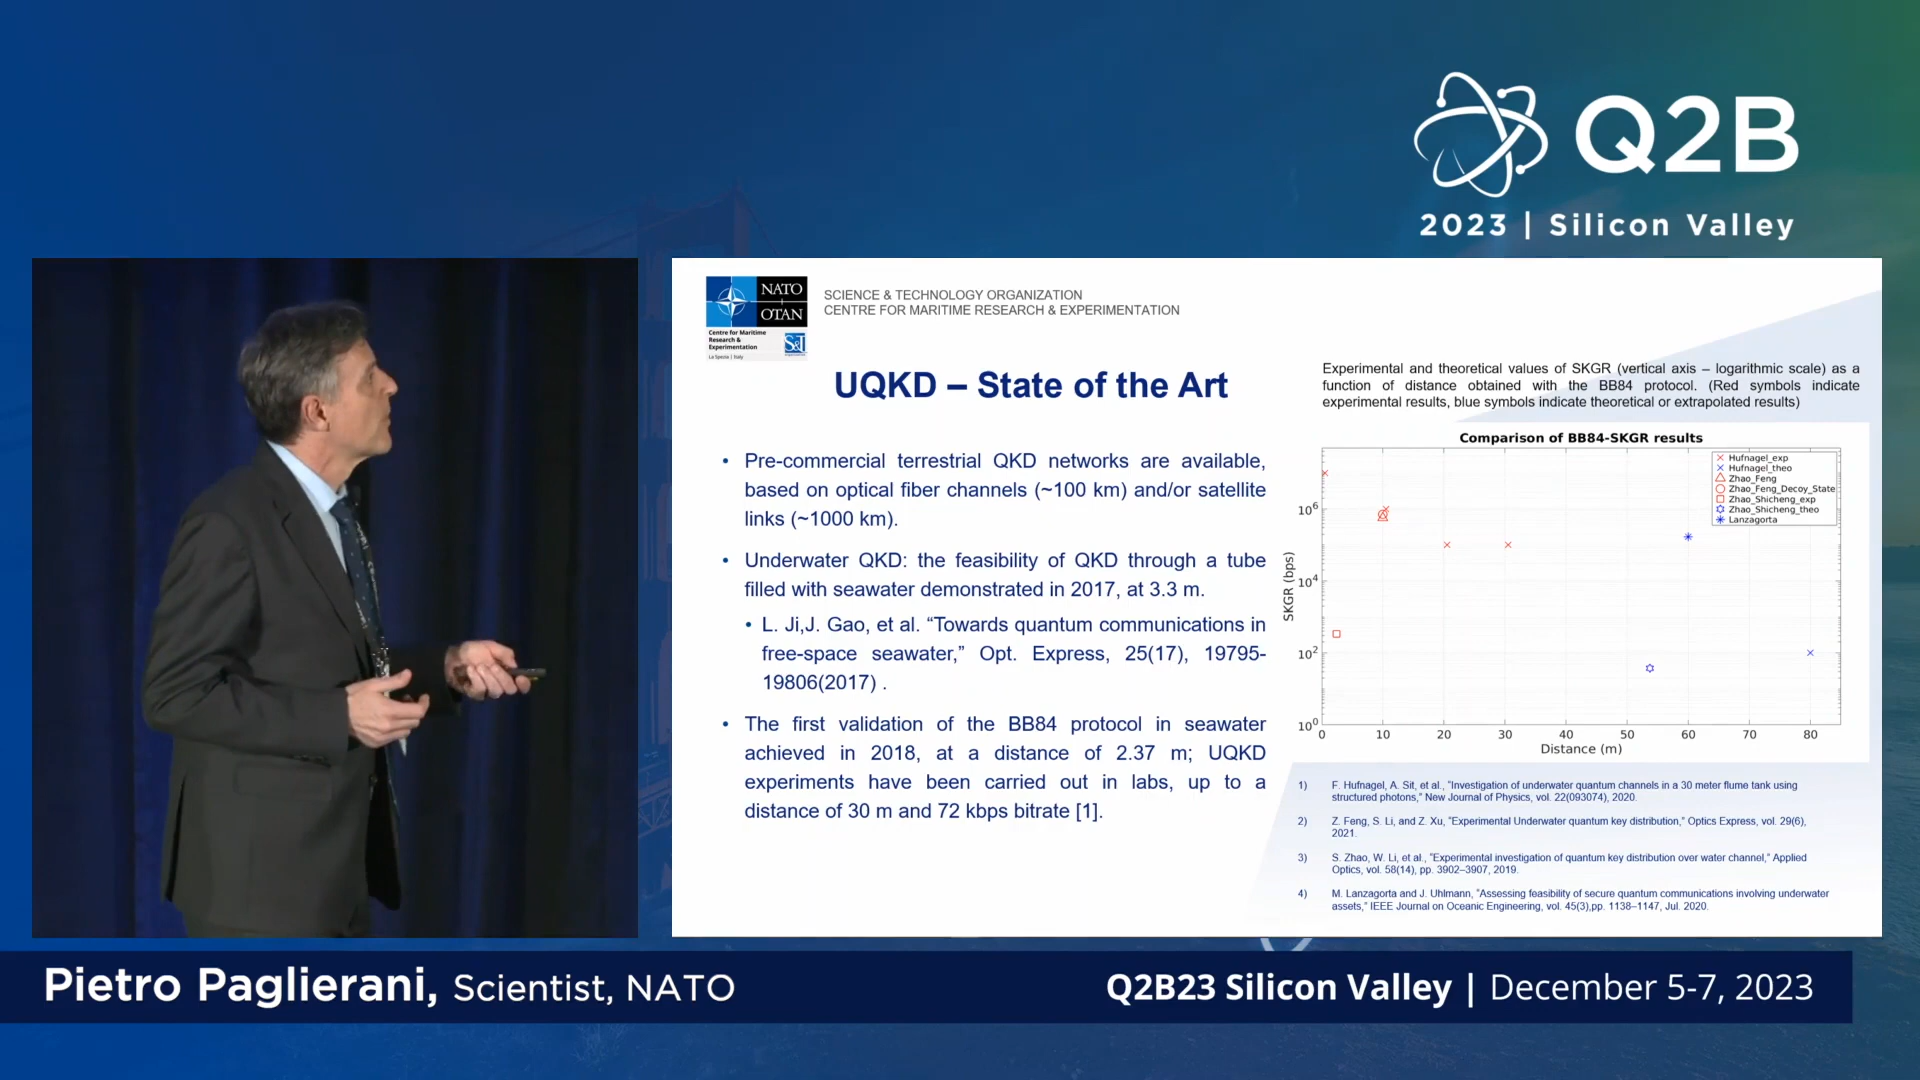 Q2B
2023 | Silicon Valley
NATO
OTAN
Centre for Maritime
Research &
Experimentation
S&T
La Spezia | Italy
SCIENCE & TECHNOLOGY ORGANIZATION
CENTRE FOR MARITIME RESEARCH & EXPERIMENTATION
UQKD – State of the Art
• Pre-commercial terrestrial QKD networks are available,
based on optical fiber channels (~100 km) and/or satellite
links (~1000 km).
• Underwater QKD: the feasibility of QKD through a tube
filled with seawater demonstrated in 2017, at 3.3 m.
• L. Ji,J. Gao, et al. “Towards quantum communications in
free-space seawater,” Opt. Express, 25(17), 19795-
19806(2017) .
• The first validation of the BB84 protocol in seawater
achieved in 2018, at a distance of 2.37 m; UQKD
experiments have been carried out in labs, up to a
distance of 30 m and 72 kbps bitrate [1].
Experimental and theoretical values of SKGR (vertical axis – logarithmic scale) as a
function of distance obtained with the BB84 protocol. (Red symbols indicate
experimental results, blue symbols indicate theoretical or extrapolated results)
Comparison of BB84-SKGR results
Hufnagel_exp
Hufnagel_theo
Zhao_Feng
Zhao_Feng_Decoy_State
Zhao_Shicheng_exp
Zhao_Shicheng_theo
Lanzagorta
SKGR (bps)
10^6
10^4
10^2
10^0
0 10 20 30 40 50 60 70 80
Distance (m)
1) F. Hufnagel, A. Sit, et al., “Investigation of underwater quantum channels in a 30 meter flume tank using
structured photons,” New Journal of Physics, vol. 22(093074), 2020.
2) Z. Feng, S. Li, and Z. Xu, “Experimental Underwater quantum key distribution,” Optics Express, vol. 29(6),
2021.
3) S. Zhao, W. Li, et al., “Experimental investigation of quantum key distribution over water channel,” Applied
Optics, vol. 58(14), pp. 3902–3907, 2019.
4) M. Lanzagorta and J. Uhlmann, “Assessing feasibility of secure quantum communications involving underwater
assets,” IEEE Journal on Oceanic Engineering, vol. 45(3),pp. 1138–1147, Jul. 2020.
Pietro Paglierani, Scientist, NATO
Q2B23 Silicon Valley | December 5-7, 2023